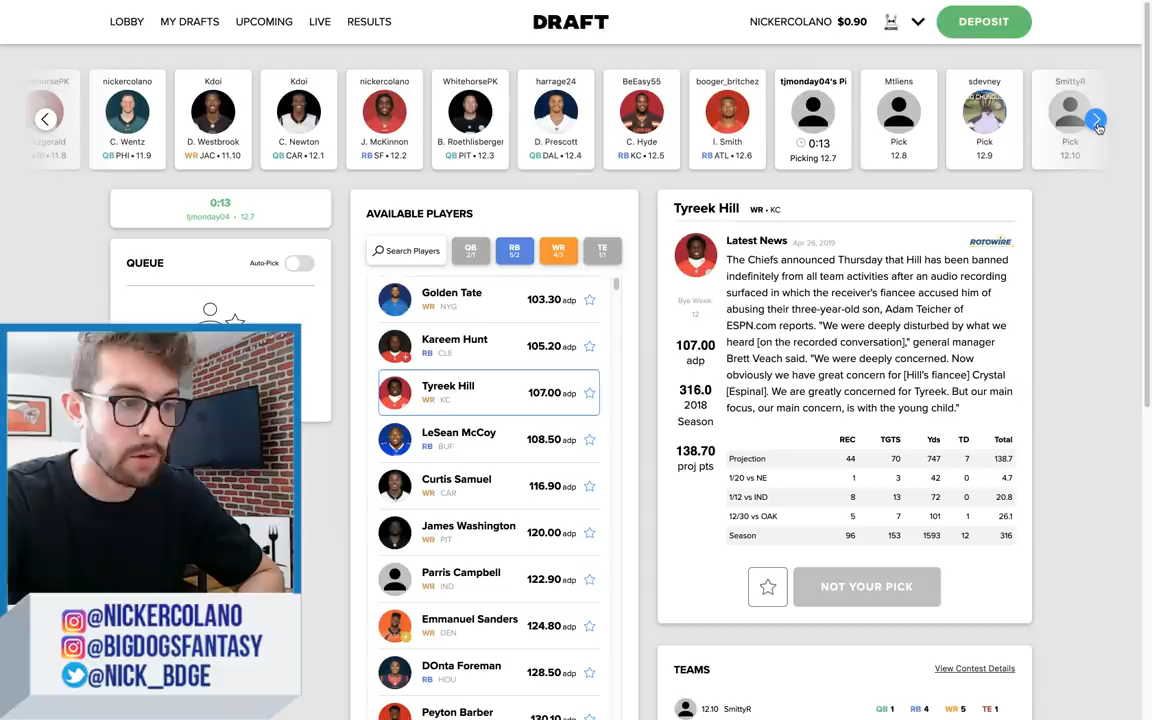 LOBBY MY DRAFTS UPCOMING LIVE RESULTS
DRAFT
NICKERCOLANO $0.90
DEPOSIT
nickercolano
C. Wentz
QB PHI • 11.9
Kdoi
D. Westbrook
WR JAC • 11.10
Kdoi
C. Newton
QB CAR • 12.1
nickercolano
J. McKinnon
RB SF • 12.2
WhitehorsePK
B. Roethlisberger
QB PIT • 12.3
harrage24
D. Prescott
QB DAL • 12.4
BeEasy55
C. Hyde
RB KC • 12.5
booger_britchez
I. Smith
RB ATL • 12.6
tjmonday04's Pi
0:13
Picking 12.7
Mtliens
Pick
12.8
sdevney
Pick
12.9
SmittyR
Pick
12.10
0:13
tjmonday04 • 12.7
QUEUE
Auto-Pick
AVAILABLE PLAYERS
Search Players
QB
2/1
RB
5/2
WR
4/3
TE
1/1
Golden Tate
WR NYG
103.30 adp
Kareem Hunt
RB CLE
105.20 adp
Tyreek Hill
WR KC
107.00 adp
LeSean McCoy
RB BUF
108.50 adp
Curtis Samuel
WR CAR
116.90 adp
James Washington
WR PIT
120.00 adp
Parris Campbell
WR IND
122.90 adp
Emmanuel Sanders
WR DEN
124.80 adp
DOnta Foreman
RB HOU
128.50 adp
Peyton Barber
130.10 adp
Tyreek Hill WR • KC
Latest News Apr 26, 2019
ROTOWIRE
The Chiefs announced Thursday that Hill has been banned
indefinitely from all team activities after an audio recording
surfaced in which the receiver's fiancee accused him of
abusing their three-year-old son, Adam Teicher of
ESPN.com reports. "We were deeply disturbed by what we
heard [on the recorded conversation]," general manager
Brett Veach said. "We were deeply concerned. Now
obviously we have great concern for [Hill's fiancee] Crystal
[Espinal]. We are greatly concerned for Tyreek. But our main
focus, our main concern, is with the young child."
Bye Week:
12
107.00
adp
316.0
2018
Season
138.70
proj pts
REC TGTS Yds TD Total
Projection 44 70 747 7 138.7
1/20 vs NE 1 3 42 0 4.7
1/12 vs IND 8 13 72 0 20.8
12/30 vs OAK 5 7 101 1 26.1
Season 96 153 1593 12 316
NOT YOUR PICK
TEAMS
View Contest Details
12.10 SmittyR
QB 1 RB 4 WR 5 TE 1
@NICKERCOLANO
@BIGDOGSFANTASY
@NICK_BDGE